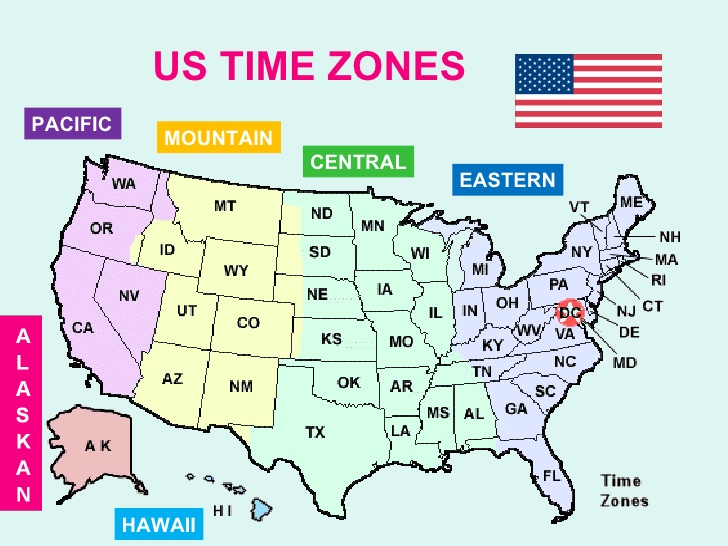 US TIME ZONES
PACIFIC
MOUNTAIN
CENTRAL
EASTERN
WA
MT
ND
MN
VT
ME
OR
ID
SD
WI
MI
NY
NH
MA
WY
RI
NV
NE
IA
PA
CT
UT
CO
IL
IN
OH
DC
NJ
CA
KS
MO
KY
WV
VA
DE
MD
AZ
NM
OK
AR
TN
NC
SC
TX
LA
MS
AL
GA
FL
ALASKAN
A K
H I
HAWAII
Time
Zones